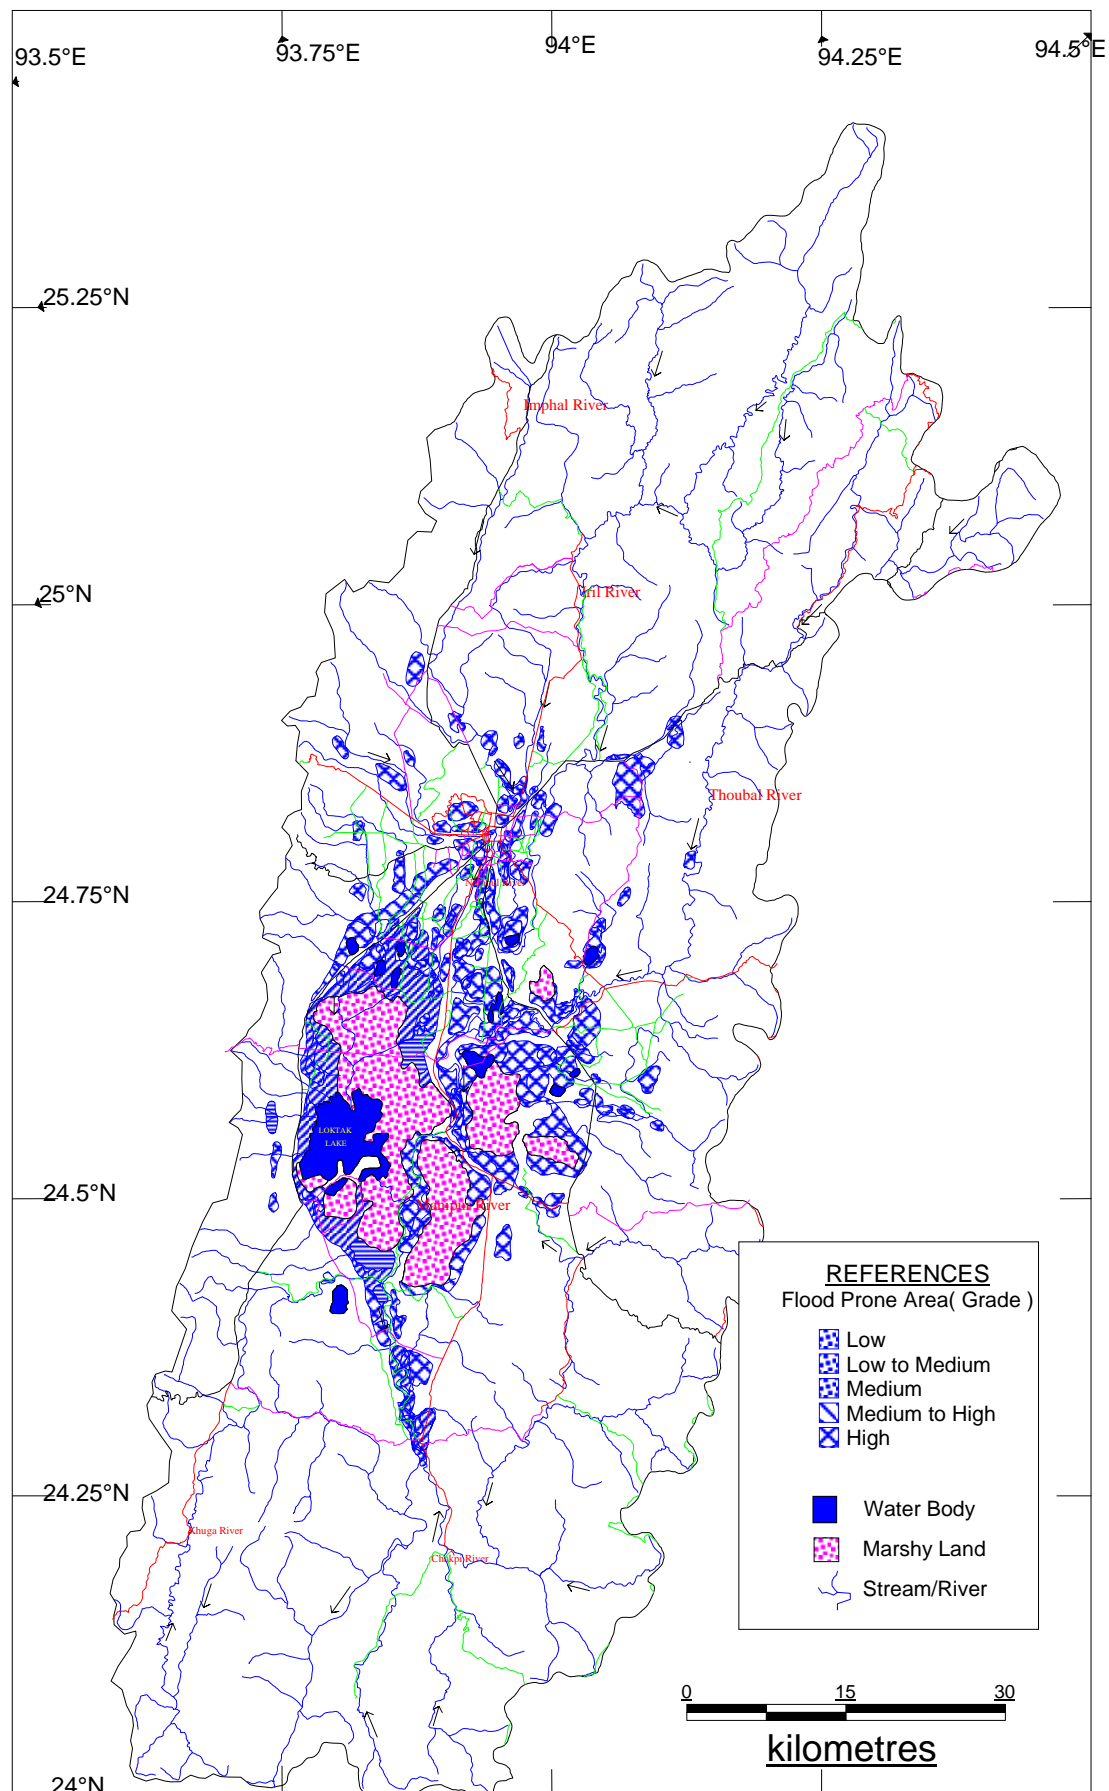 93.5°E
93.75°E
94°E
94.25°E
94.5°E
25.25°N
Imphal River
25°N
Iril River
Thoubal River
24.75°N
LOKTAK
LAKE
24.5°N
Manipur River
REFERENCES
Flood Prone Area( Grade )
Low
Low to Medium
Medium
Medium to High
High
24.25°N
Water Body
Khuga River
Marshy Land
Chakpi River
Stream/River
0 15 30
kilometres
24°N